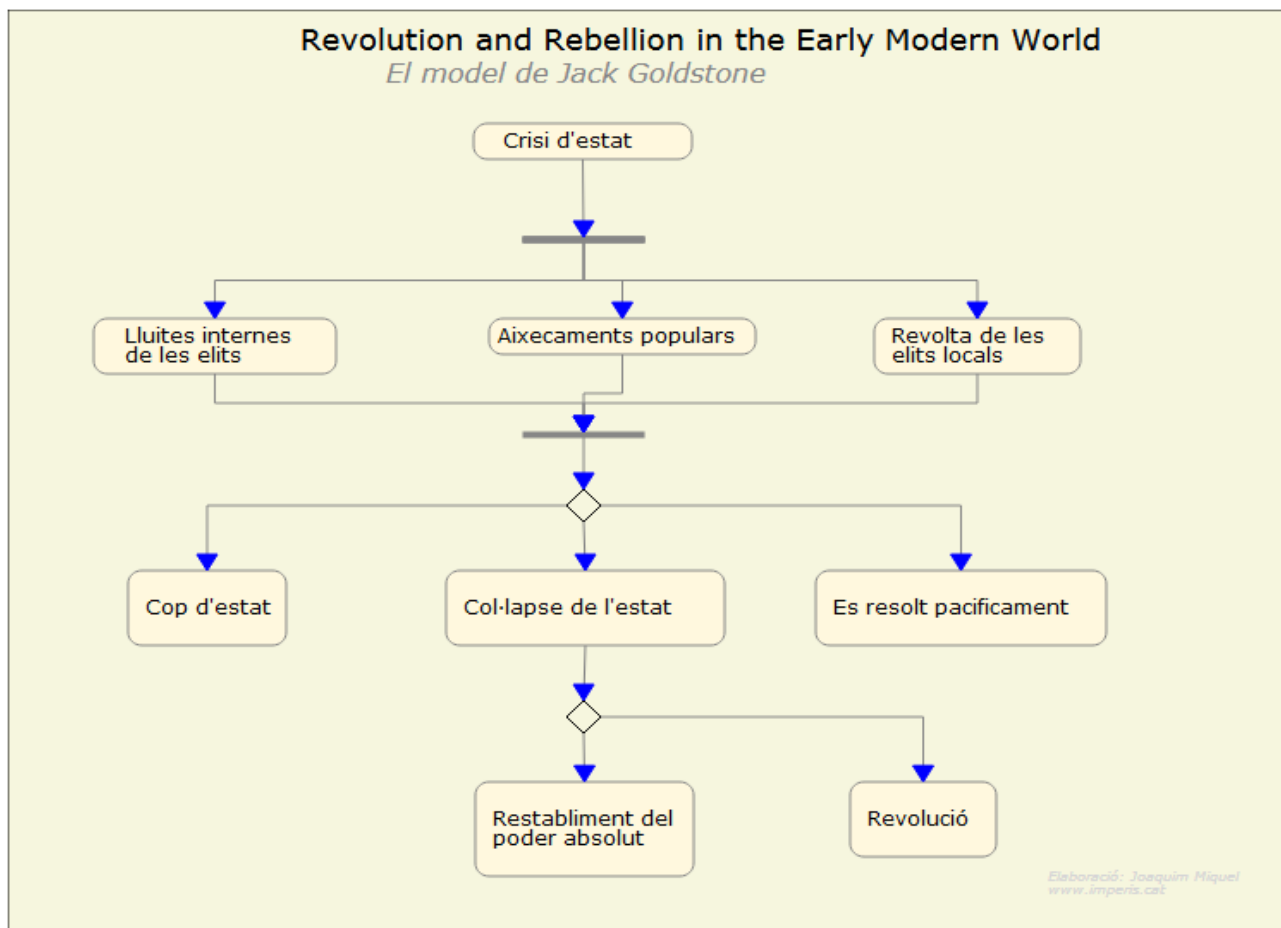 Revolution and Rebellion in the Early Modern World
El model de Jack Goldstone
Crisi d'estat
Lluites internes
de les elits
Aixecaments populars
Revolta de les
elits locals
Cop d'estat
Col·lapse de l'estat
Es resolt pacificament
Restabliment del
poder absolut
Revolució
Elaboració: Joaquim Miquel
www.imperis.cat